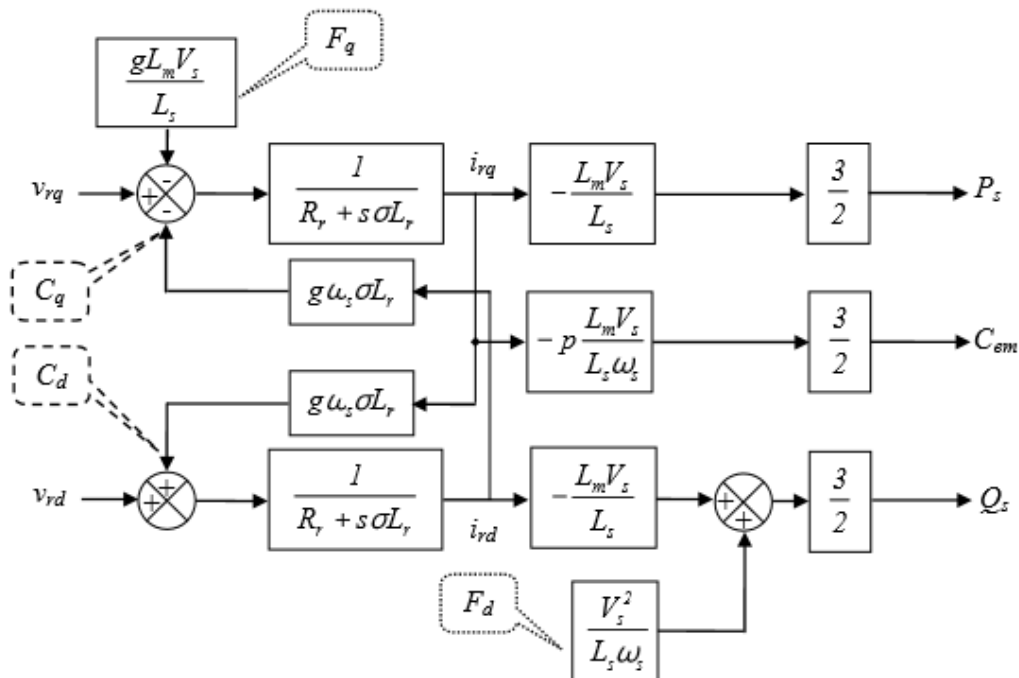 F_q
gL_mV_s / L_s
v_rq
+ - -
1 / (R_r + sσL_r)
i_rq
- L_mV_s / L_s
3 / 2
P_s
C_q
gω_sσL_r
- p L_mV_s / (L_sω_s)
3 / 2
C_em
C_d
gω_sσL_r
v_rd
+ +
1 / (R_r + sσL_r)
i_rd
- L_mV_s / L_s
+ +
3 / 2
Q_s
F_d
V_s^2 / (L_sω_s)